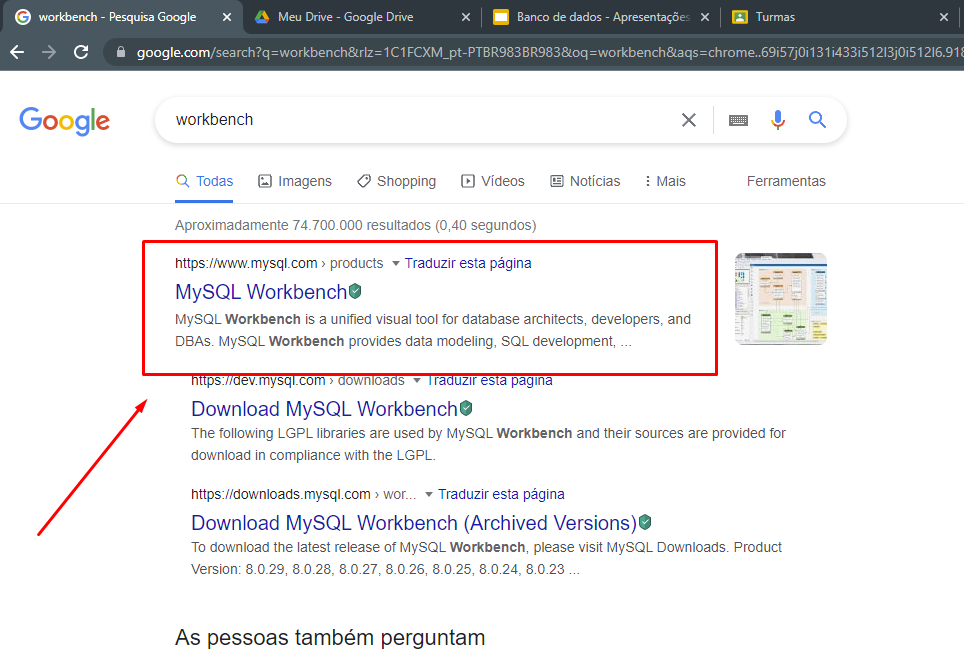 workbench - Pesquisa Google
Meu Drive - Google Drive
Banco de dados - Apresentações
Turmas
google.com/search?q=workbench&rlz=1C1FCXM_pt-PTBR983BR983&oq=workbench&aqs=chrome..69i57j0i131i433i512l3j0i512l6.918
Google
workbench
Todas
Imagens
Shopping
Vídeos
Notícias
Mais
Ferramentas
Aproximadamente 74.700.000 resultados (0,40 segundos)
https://www.mysql.com › products Traduzir esta página
MySQL Workbench
MySQL Workbench is a unified visual tool for database architects, developers, and
DBAs. MySQL Workbench provides data modeling, SQL development, ...
https://dev.mysql.com › downloads Traduzir esta página
Download MySQL Workbench
The following LGPL libraries are used by MySQL Workbench and their sources are provided for
download in compliance with the LGPL.
https://downloads.mysql.com › wor... Traduzir esta página
Download MySQL Workbench (Archived Versions)
To download the latest release of MySQL Workbench, please visit MySQL Downloads. Product
Version: 8.0.29, 8.0.28, 8.0.27, 8.0.26, 8.0.25, 8.0.24, 8.0.23 ...
As pessoas também perguntam